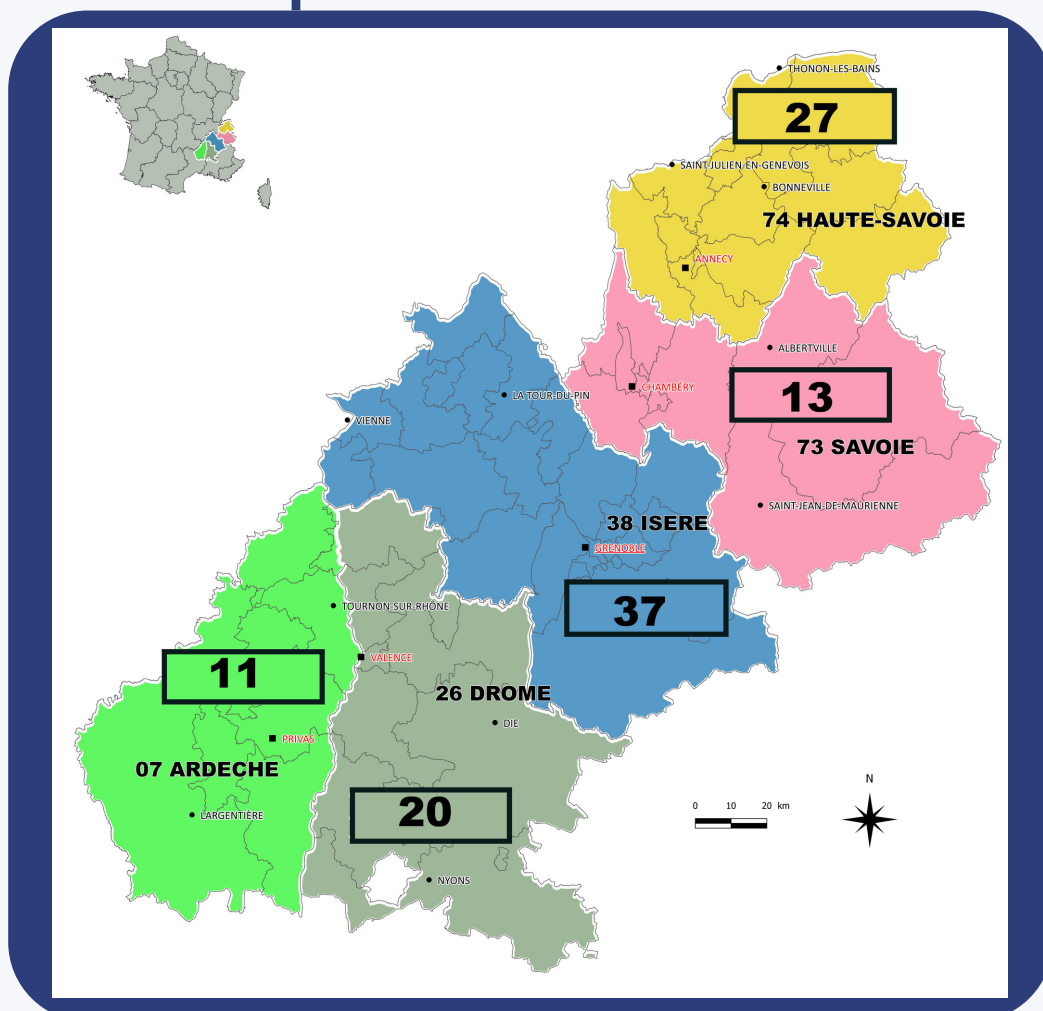 THONON-LES-BAINS
27
SAINT-JULIEN-EN-GENEVOIS
BONNEVILLE
74 HAUTE-SAVOIE
ANNECY
ALBERTVILLE
CHAMBÉRY
13
LA TOUR-DU-PIN
VIENNE
73 SAVOIE
SAINT-JEAN-DE-MAURIENNE
38 ISERE
GRENOBLE
37
TOURNON-SUR-RHÔNE
VALENCE
11
26 DROME
DIE
PRIVAS
07 ARDECHE
N
0 10 20 km
20
LARGENTIÈRE
NYONS